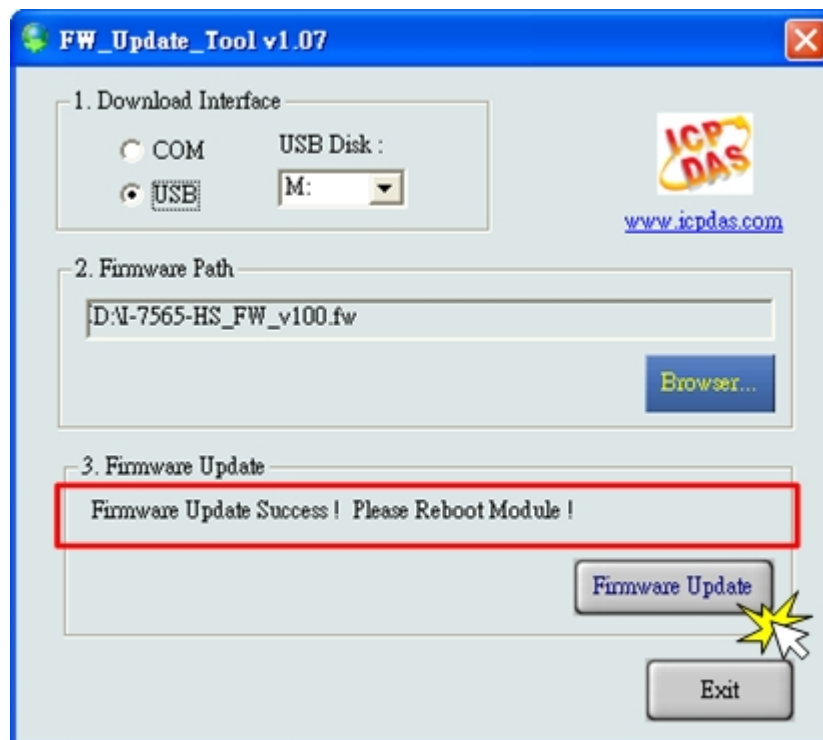 FW_Update_Tool v1.07
1. Download Interface
COM
USB Disk :
USB
M:
ICP
DAS
www.icpdas.com
2. Firmware Path
D:\I-7565-HS_FW_v100.fw
Browser...
3. Firmware Update
Firmware Update Success ! Please Reboot Module !
Firmware Update
Exit